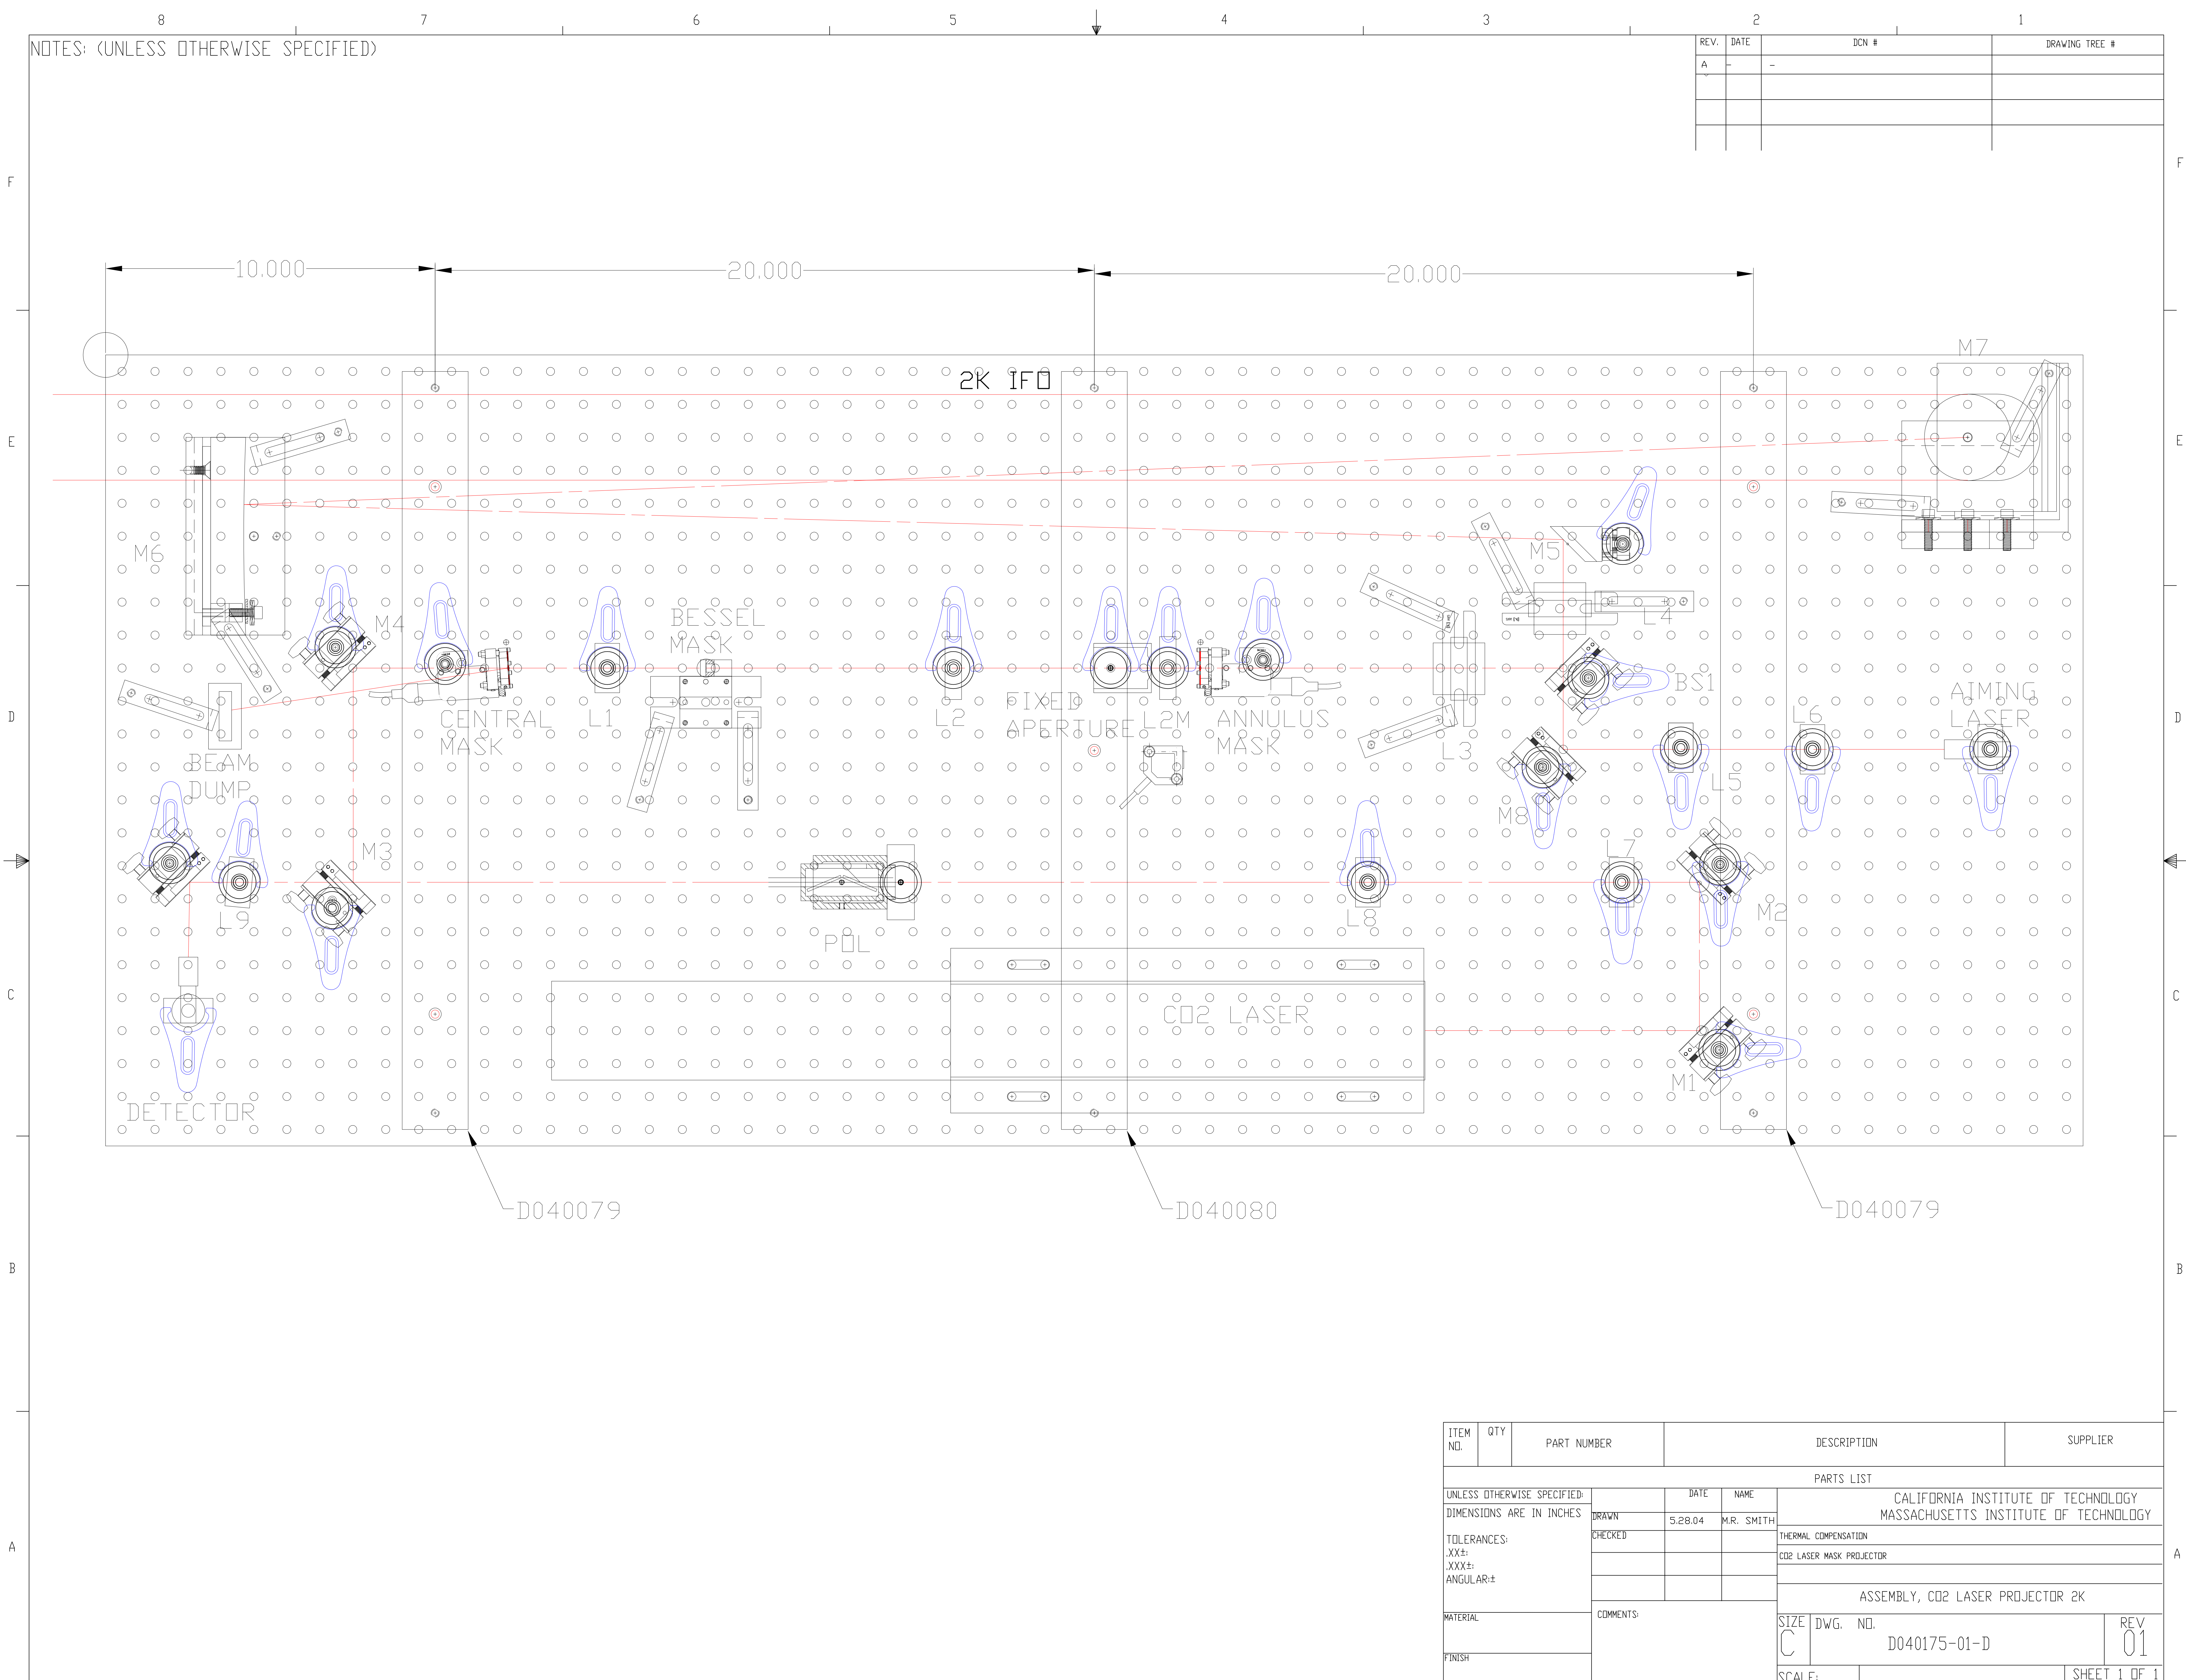 8 7 6 5 4 3 2 1
NOTES: (UNLESS OTHERWISE SPECIFIED)
REV. DATE DCN # DRAWING TREE #
A - -
F F
10.000 20.000 20.000
M7
2K IFO
E E
M6
M5
M4
BESSEL
MASK
L4
BS1
CENTRAL
MASK
L1
L2
FIXED
APERTURE
L2M
ANNULUS
MASK
L3
L6
AIMING
LASER
D D
BEAM
DUMP
L5
M8
M3
L7
L9
L8
M2
POL
C C
CO2 LASER
M1
DETECTOR
D040079 D040080 D040079
B B
ITEM
NO.
QTY
PART NUMBER
DESCRIPTION
SUPPLIER
PARTS LIST
UNLESS OTHERWISE SPECIFIED:
DIMENSIONS ARE IN INCHES
TOLERANCES:
.XX±:
.XXX±:
ANGULAR:±
MATERIAL
FINISH
DATE NAME
DRAWN 5.28.04 M.R. SMITH
CHECKED
COMMENTS:
CALIFORNIA INSTITUTE OF TECHNOLOGY
MASSACHUSETTS INSTITUTE OF TECHNOLOGY
THERMAL COMPENSATION
CO2 LASER MASK PROJECTOR
ASSEMBLY, CO2 LASER PROJECTOR 2K
A A
SIZE
C
DWG. NO.
D040175-01-D
REV
01
SCALE:
SHEET 1 OF 1